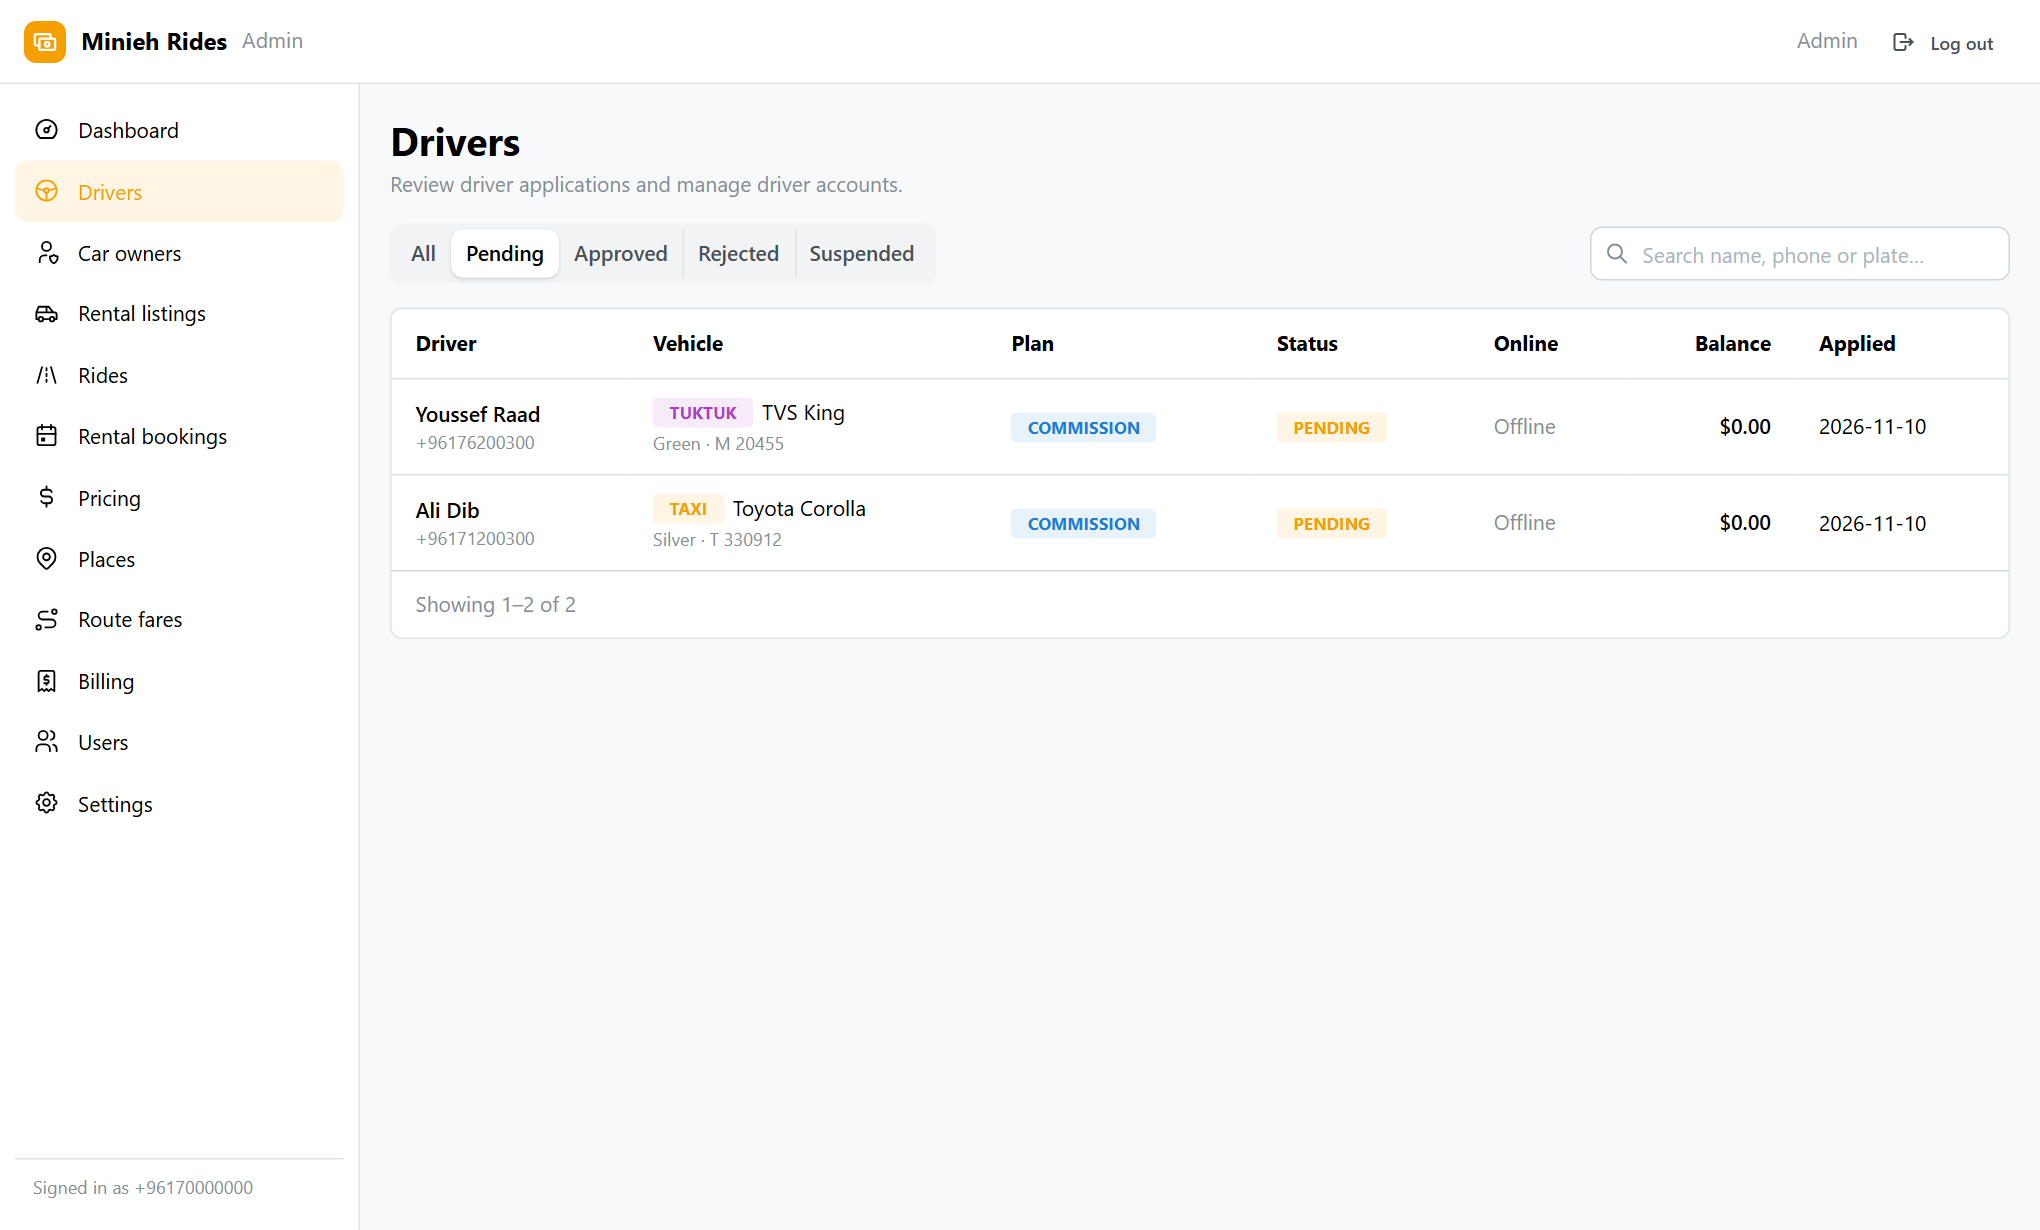 Minieh Rides Admin
Admin
Log out
Dashboard
Drivers
Car owners
Rental listings
Rides
Rental bookings
Pricing
Places
Route fares
Billing
Users
Settings
Signed in as +96170000000
Drivers
Review driver applications and manage driver accounts.
All Pending Approved Rejected Suspended
Search name, phone or plate...
Driver Vehicle Plan Status Online Balance Applied
Youssef Raad TUKTUK TVS King COMMISSION PENDING Offline $0.00 2026-11-10
+96176200300 Green · M 20455
Ali Dib TAXI Toyota Corolla COMMISSION PENDING Offline $0.00 2026-11-10
+96171200300 Silver · T 330912
Showing 1–2 of 2